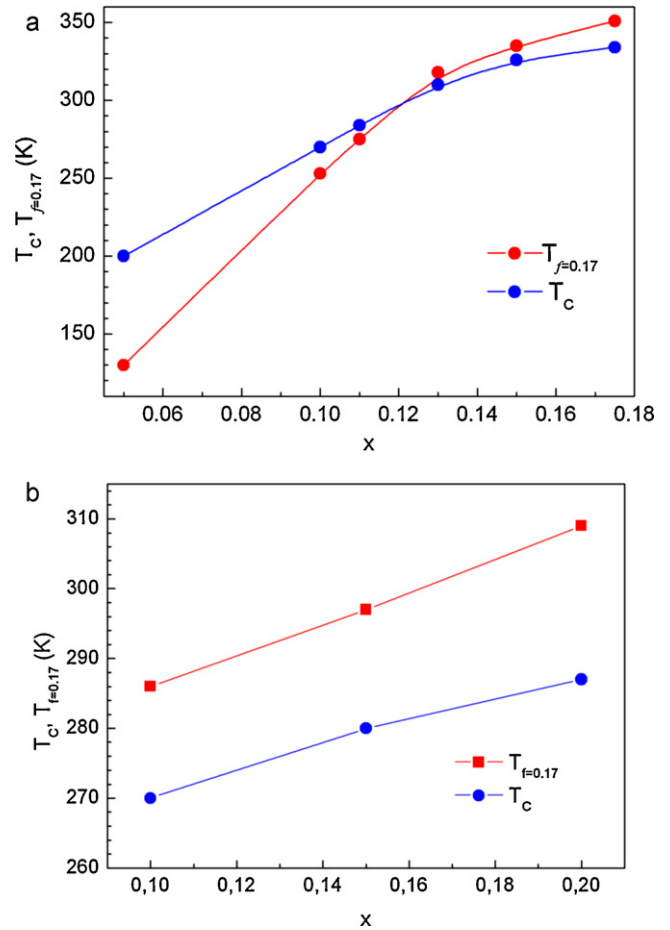 a
350
300
250
200
150
T_C, T_f=0.17 (K)
T_f=0.17
T_C
0.06 0.08 0.10 0.12 0.14 0.16 0.18
x
b
310
300
290
280
270
260
T_C, T_f=0.17 (K)
T_f=0.17
T_C
0,10 0,12 0,14 0,16 0,18 0,20
x